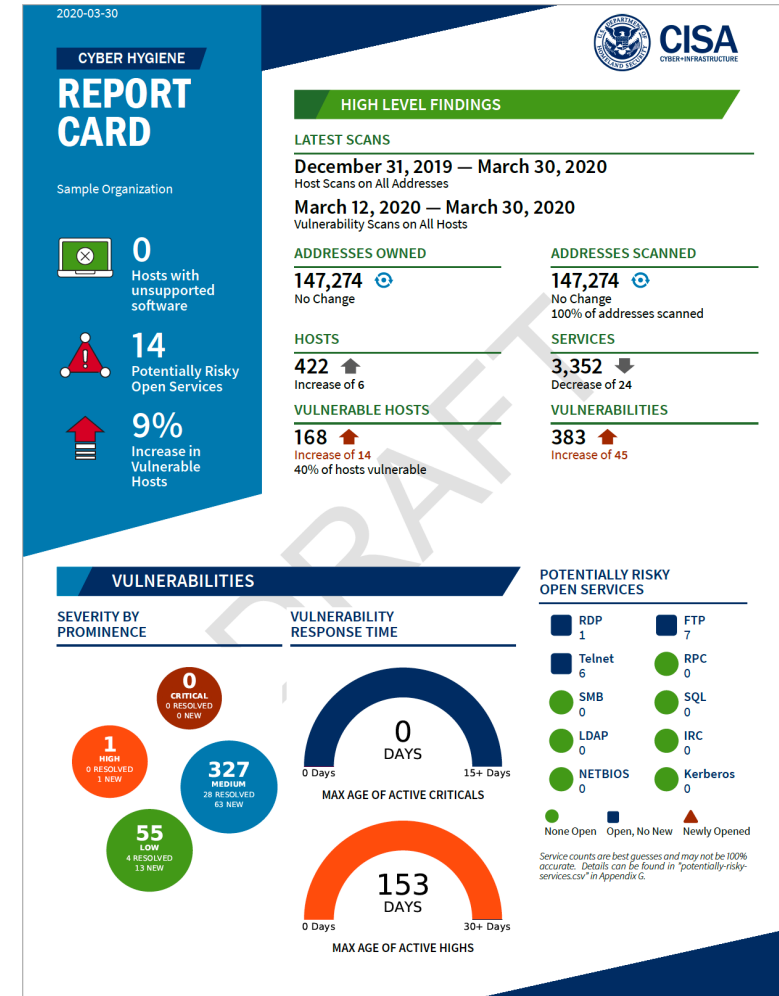 2020-03-30
CYBER HYGIENE
REPORT
CARD
Sample Organization
0
Hosts with
unsupported
software
14
Potentially Risky
Open Services
9%
Increase in
Vulnerable
Hosts
U.S. DEPARTMENT OF
HOMELAND SECURITY
CISA
CYBER+INFRASTRUCTURE
HIGH LEVEL FINDINGS
LATEST SCANS
December 31, 2019 — March 30, 2020
Host Scans on All Addresses
March 12, 2020 — March 30, 2020
Vulnerability Scans on All Hosts
ADDRESSES OWNED
147,274
No Change
ADDRESSES SCANNED
147,274
No Change
100% of addresses scanned
HOSTS
422
Increase of 6
SERVICES
3,352
Decrease of 24
VULNERABLE HOSTS
168
Increase of 14
40% of hosts vulnerable
VULNERABILITIES
383
Increase of 45
DRAFT
VULNERABILITIES
SEVERITY BY
PROMINENCE
0
CRITICAL
0 RESOLVED
0 NEW
1
HIGH
0 RESOLVED
1 NEW
327
MEDIUM
28 RESOLVED
63 NEW
55
LOW
4 RESOLVED
13 NEW
VULNERABILITY
RESPONSE TIME
0
DAYS
0 Days 15+ Days
MAX AGE OF ACTIVE CRITICALS
153
DAYS
0 Days 30+ Days
MAX AGE OF ACTIVE HIGHS
POTENTIALLY RISKY
OPEN SERVICES
RDP
1
FTP
7
Telnet
6
RPC
0
SMB
0
SQL
0
LDAP
0
IRC
0
NETBIOS
0
Kerberos
0
None Open Open, No New Newly Opened
Service counts are best guesses and may not be 100%
accurate. Details can be found in "potentially-risky-
services.csv" in Appendix G.